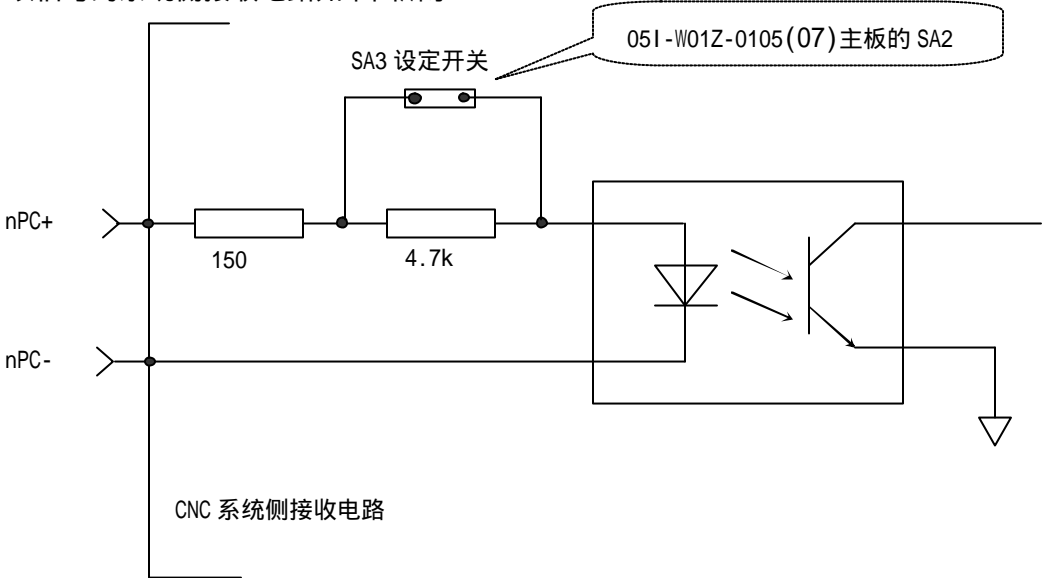 05I-W01Z-0105(07)主板的 SA2
SA3 设定开关
nPC+
150
4.7k
nPC-
CNC 系统侧接收电路